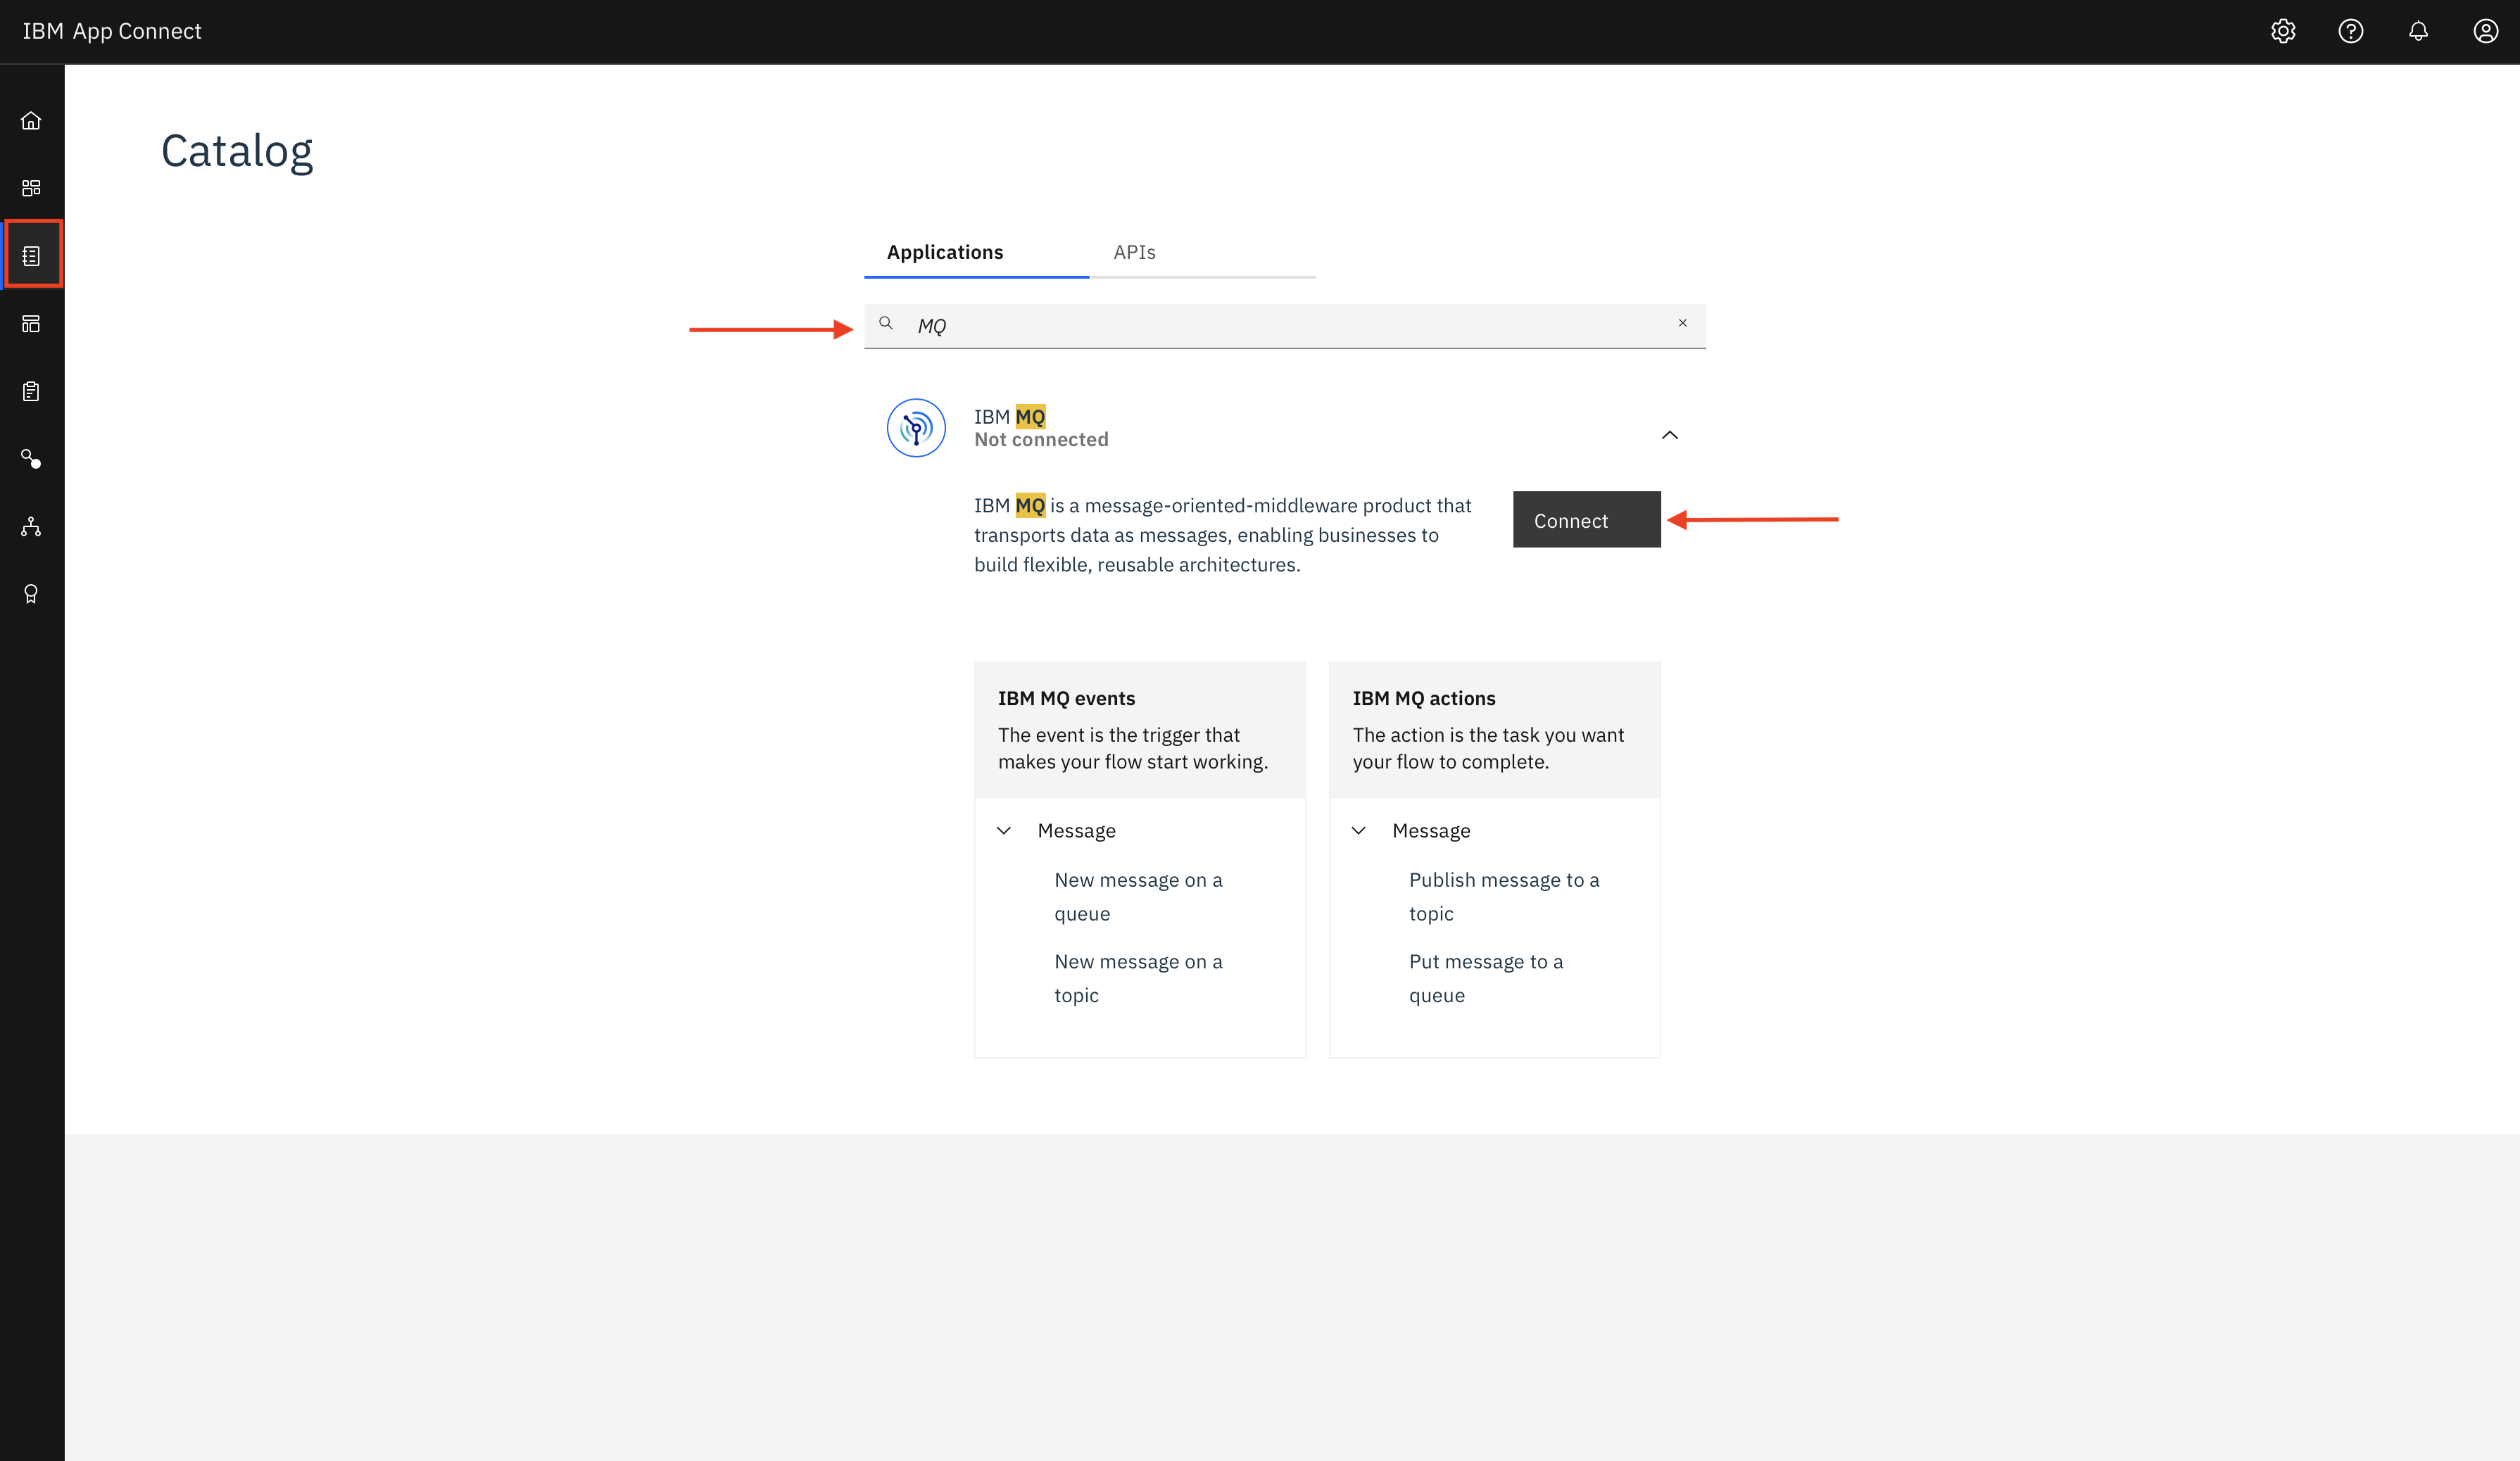 IBM App Connect
Catalog
Applications
APIs
MQ
IBM MQ
Not connected
IBM MQ is a message-oriented-middleware product that
transports data as messages, enabling businesses to
build flexible, reusable architectures.
Connect
IBM MQ events
The event is the trigger that
makes your flow start working.
Message
New message on a
queue
New message on a
topic
IBM MQ actions
The action is the task you want
your flow to complete.
Message
Publish message to a
topic
Put message to a
queue